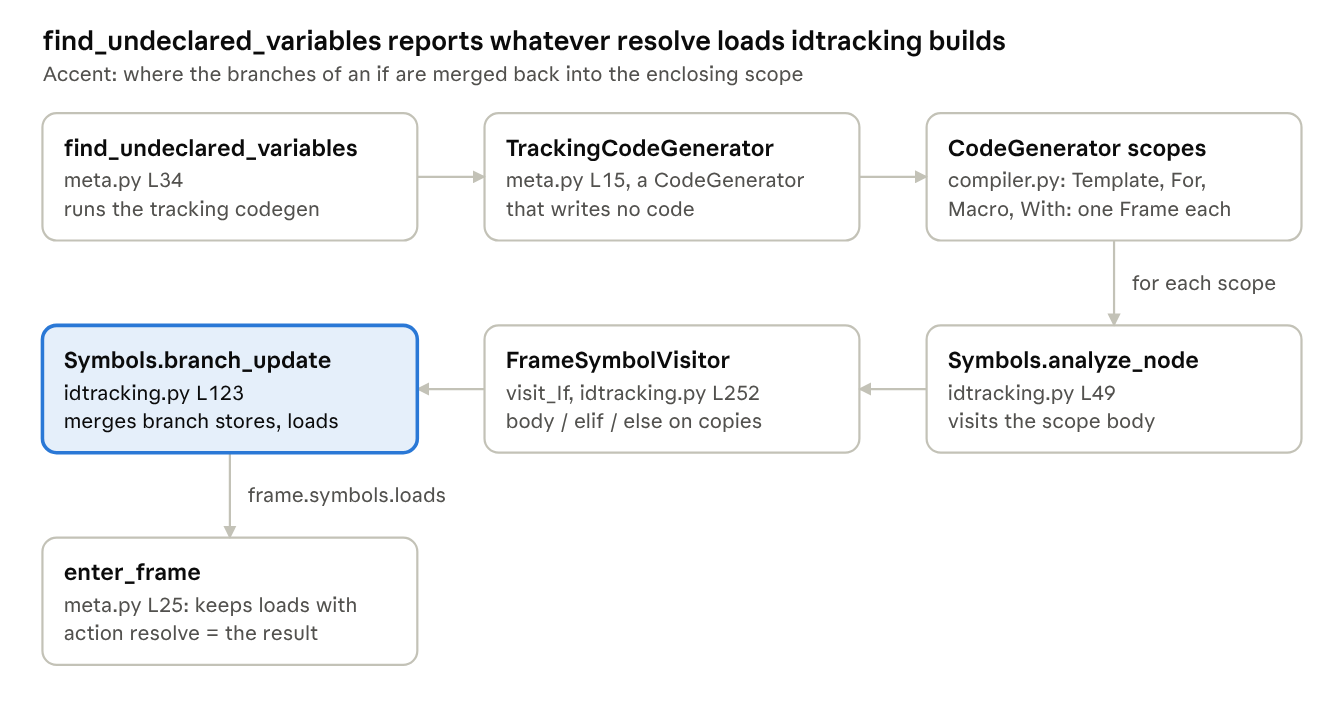 find_undeclared_variables reports whatever resolve loads idtracking builds
Accent: where the branches of an if are merged back into the enclosing scope
find_undeclared_variables
meta.py L34
runs the tracking codegen
TrackingCodeGenerator
meta.py L15, a CodeGenerator
that writes no code
CodeGenerator scopes
compiler.py: Template, For,
Macro, With: one Frame each
for each scope
Symbols.branch_update
idtracking.py L123
merges branch stores, loads
FrameSymbolVisitor
visit_If, idtracking.py L252
body / elif / else on copies
Symbols.analyze_node
idtracking.py L49
visits the scope body
frame.symbols.loads
enter_frame
meta.py L25: keeps loads with
action resolve = the result